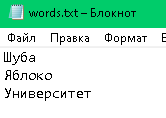 words.txt – Блокнот
Файл Правка Формат
Шуба
Яблоко
Университет